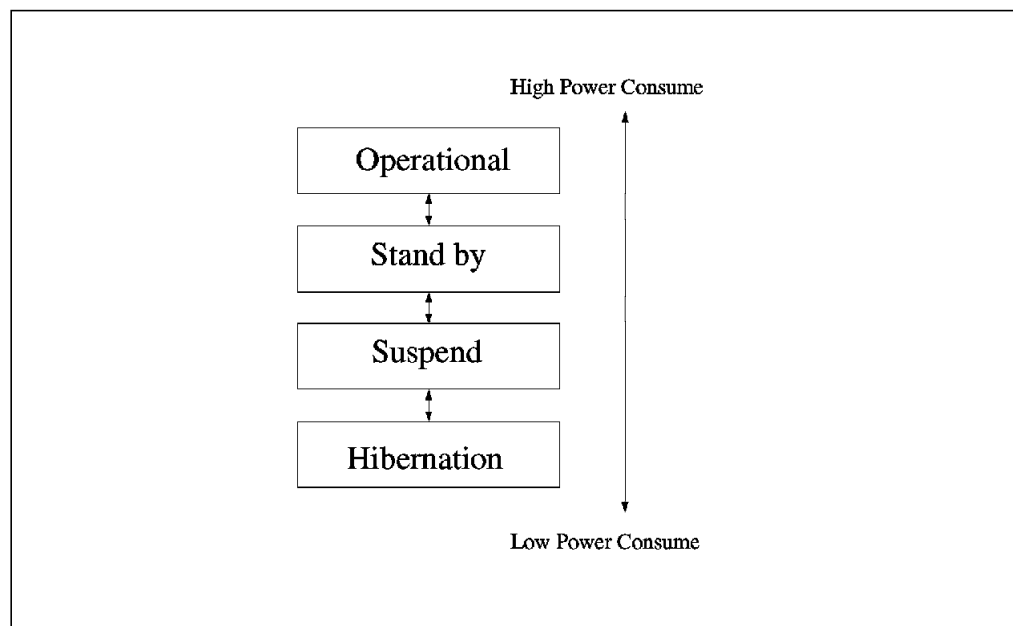 High Power Consume
Operational
Stand by
Suspend
Hibernation
Low Power Consume